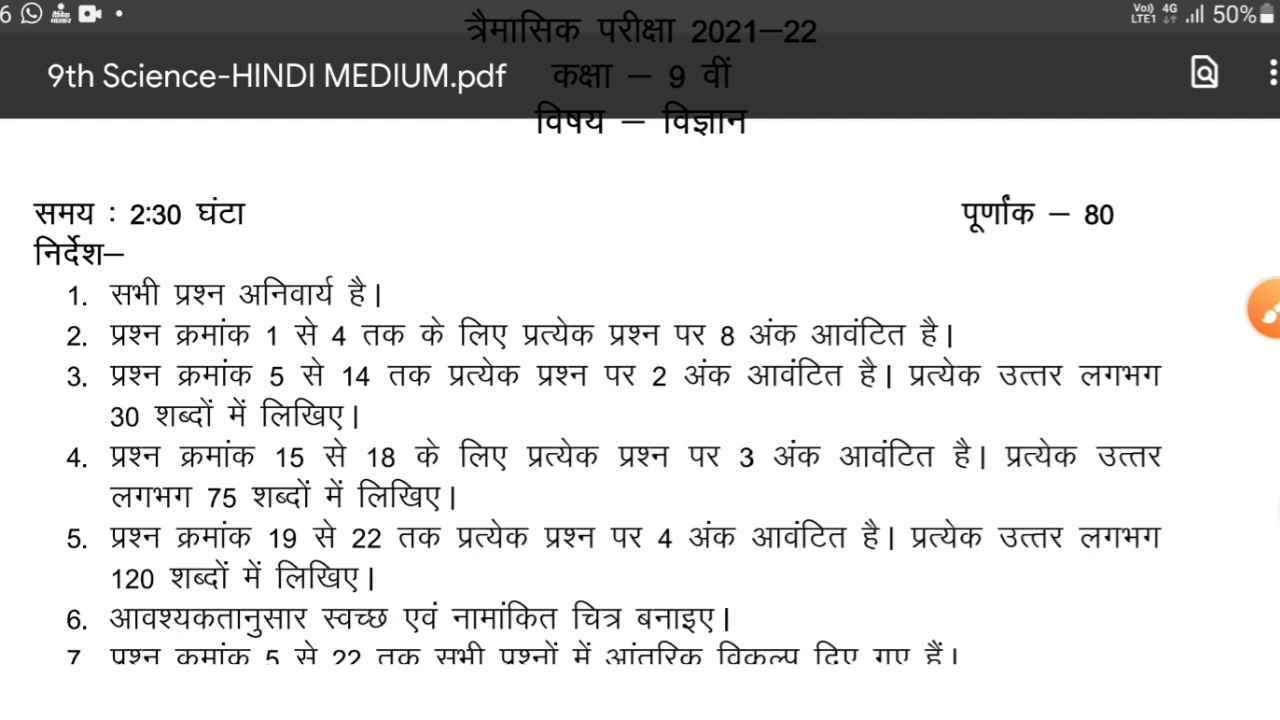 6 50%
Vo) 4G
LTE1
त्रैमासिक परीक्षा 2021–22
9th Science-HINDI MEDIUM.pdf कक्षा – 9 वीं
विषय – विज्ञान
समय : 2:30 घंटा पूर्णांक – 80
निर्देश–
1. सभी प्रश्न अनिवार्य है।
2. प्रश्न क्रमांक 1 से 4 तक के लिए प्रत्येक प्रश्न पर 8 अंक आवंटित है।
3. प्रश्न क्रमांक 5 से 14 तक प्रत्येक प्रश्न पर 2 अंक आवंटित है। प्रत्येक उत्तर लगभग
30 शब्दों में लिखिए।
4. प्रश्न क्रमांक 15 से 18 के लिए प्रत्येक प्रश्न पर 3 अंक आवंटित है। प्रत्येक उत्तर
लगभग 75 शब्दों में लिखिए।
5. प्रश्न क्रमांक 19 से 22 तक प्रत्येक प्रश्न पर 4 अंक आवंटित है। प्रत्येक उत्तर लगभग
120 शब्दों में लिखिए।
6. आवश्यकतानुसार स्वच्छ एवं नामांकित चित्र बनाइए।
7 प्रश्न क्रमांक 5 से 22 तक सभी प्रश्नों में आंतरिक विकल्प दिए गए हैं।